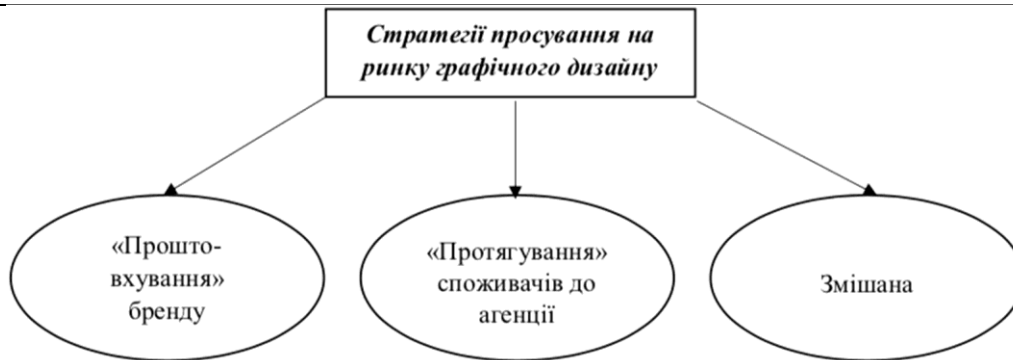 Стратегії просування на
ринку графічного дизайну
«Прошто-
вхування»
бренду
«Протягування»
споживачів до
агенції
Змішана